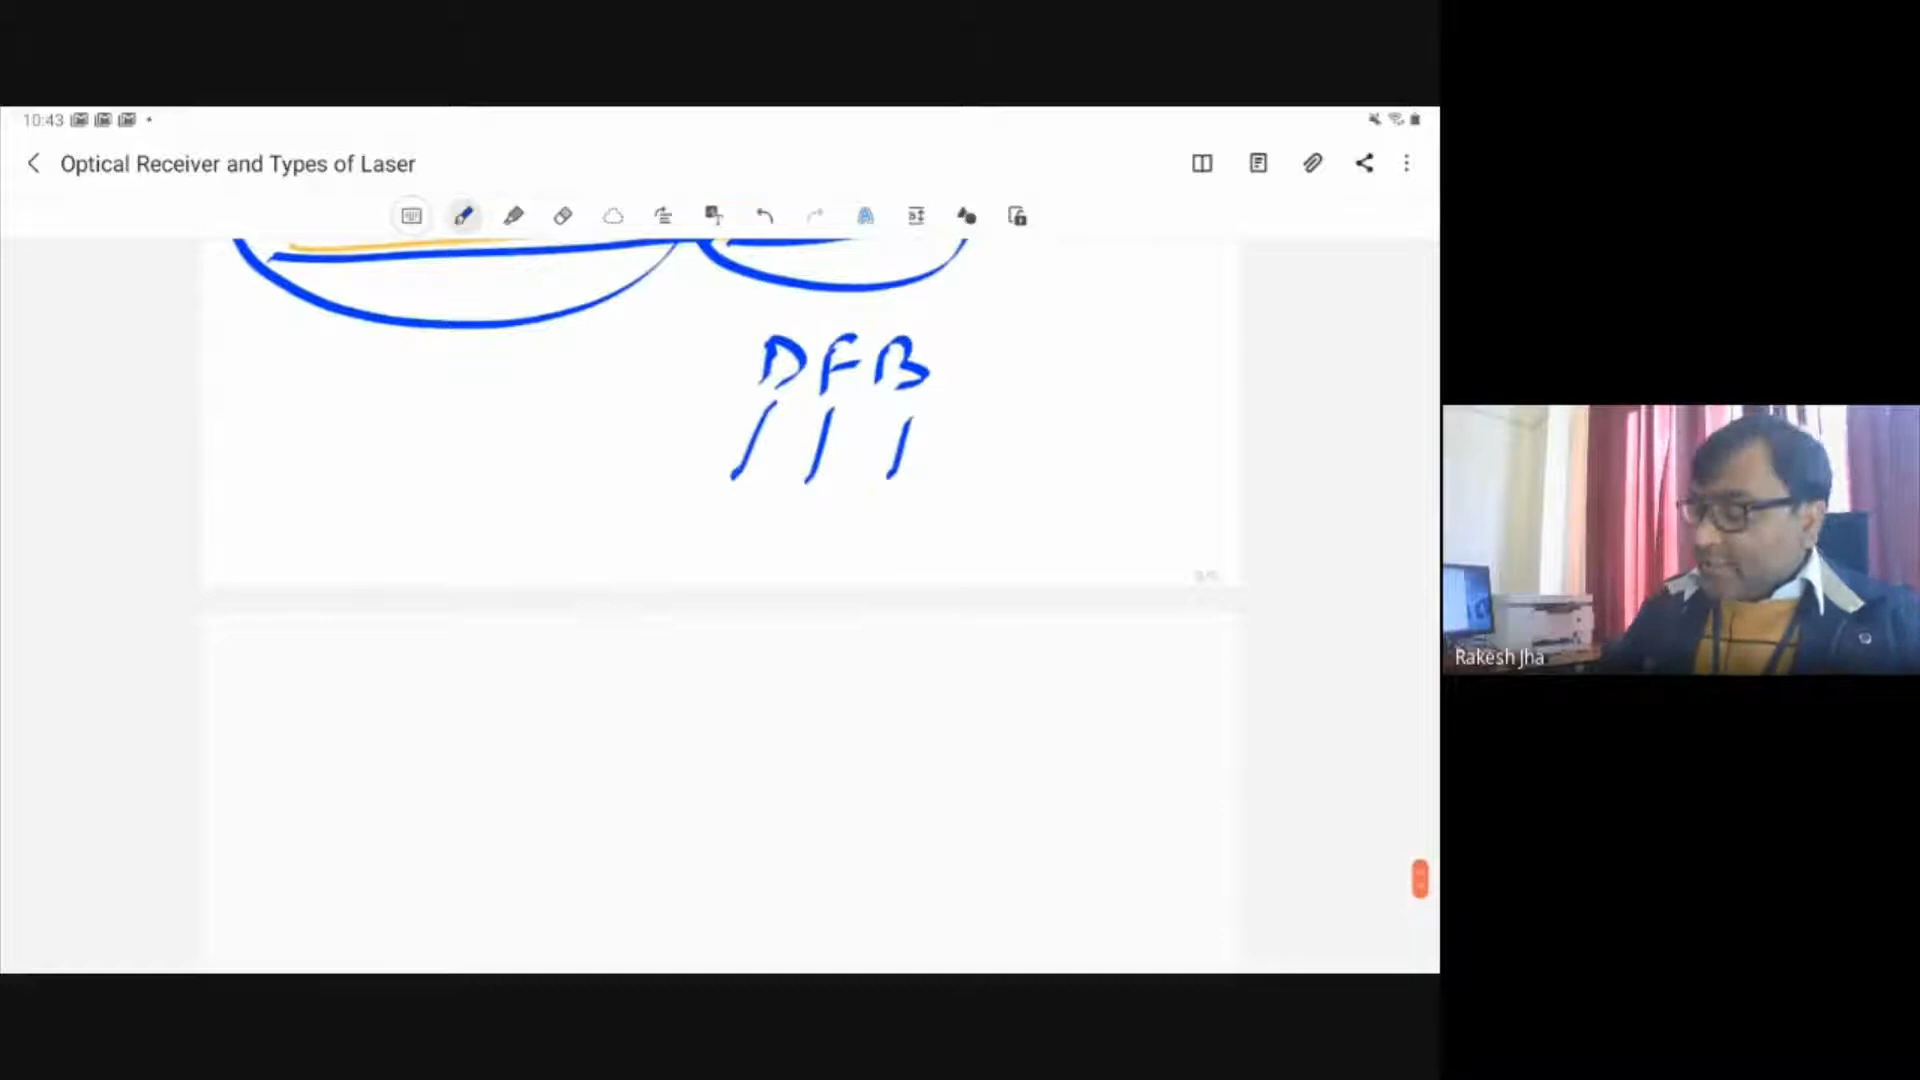 10:43
Optical Receiver and Types of Laser
DFB
Rakesh Jha